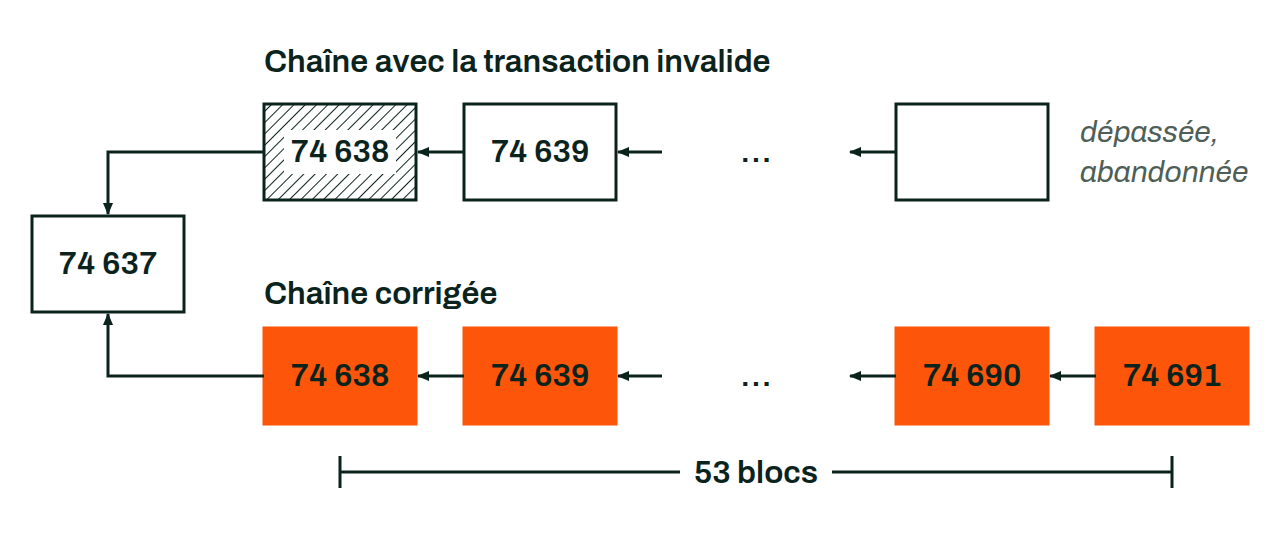 Chaîne avec la transaction invalide
74 638
74 639
...
dépassée,
abandonnée
74 637
Chaîne corrigée
74 638
74 639
...
74 690
74 691
53 blocs